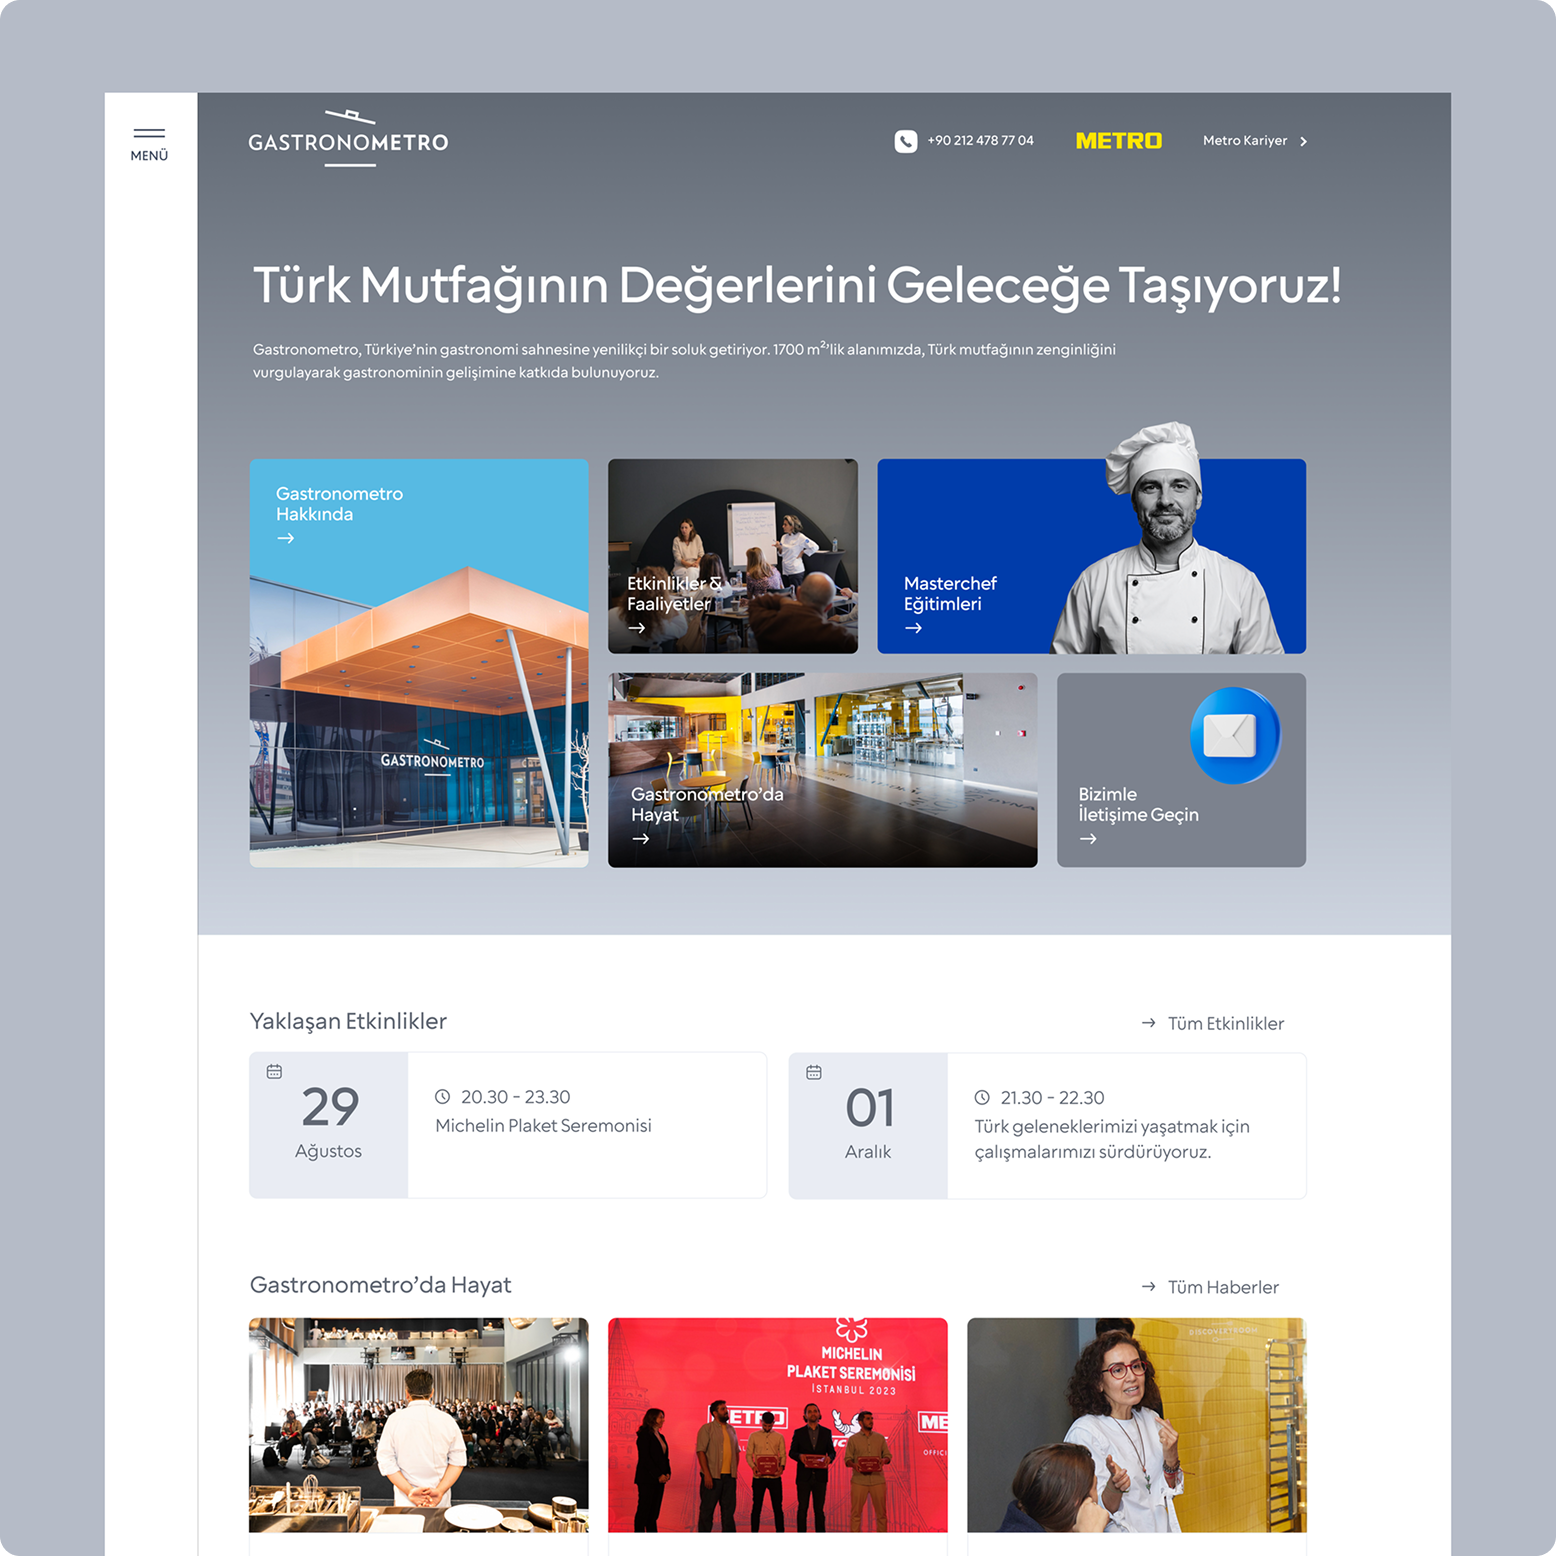 MENÜ
GASTRONOMETRO
+90 212 478 77 04
METRO
Metro Kariyer
Türk Mutfağının Değerlerini Geleceğe Taşıyoruz!
Gastronometro, Türkiye'nin gastronomi sahnesine yenilikçi bir soluk getiriyor. 1700 m²'lik alanımızda, Türk mutfağının zenginliğini
vurgulayarak gastronominin gelişimine katkıda bulunuyoruz.
Gastronometro
Hakkında
GASTRONOMETRO
Etkinlikler &
Faaliyetler
Masterchef
Eğitimleri
Gastronometro'da
Hayat
Bizimle
İletişime Geçin
Yaklaşan Etkinlikler
Tüm Etkinlikler
29
Ağustos
20.30 - 23.30
Michelin Plaket Seremonisi
01
Aralık
21.30 - 22.30
Türk geleneklerimizi yaşatmak için
çalışmalarımızı sürdürüyoruz.
Gastronometro'da Hayat
Tüm Haberler
MICHELIN
PLAKET SEREMONİSİ
İSTANBUL 2023
METRO
ME
OFFICI
DISCOVERYROOM